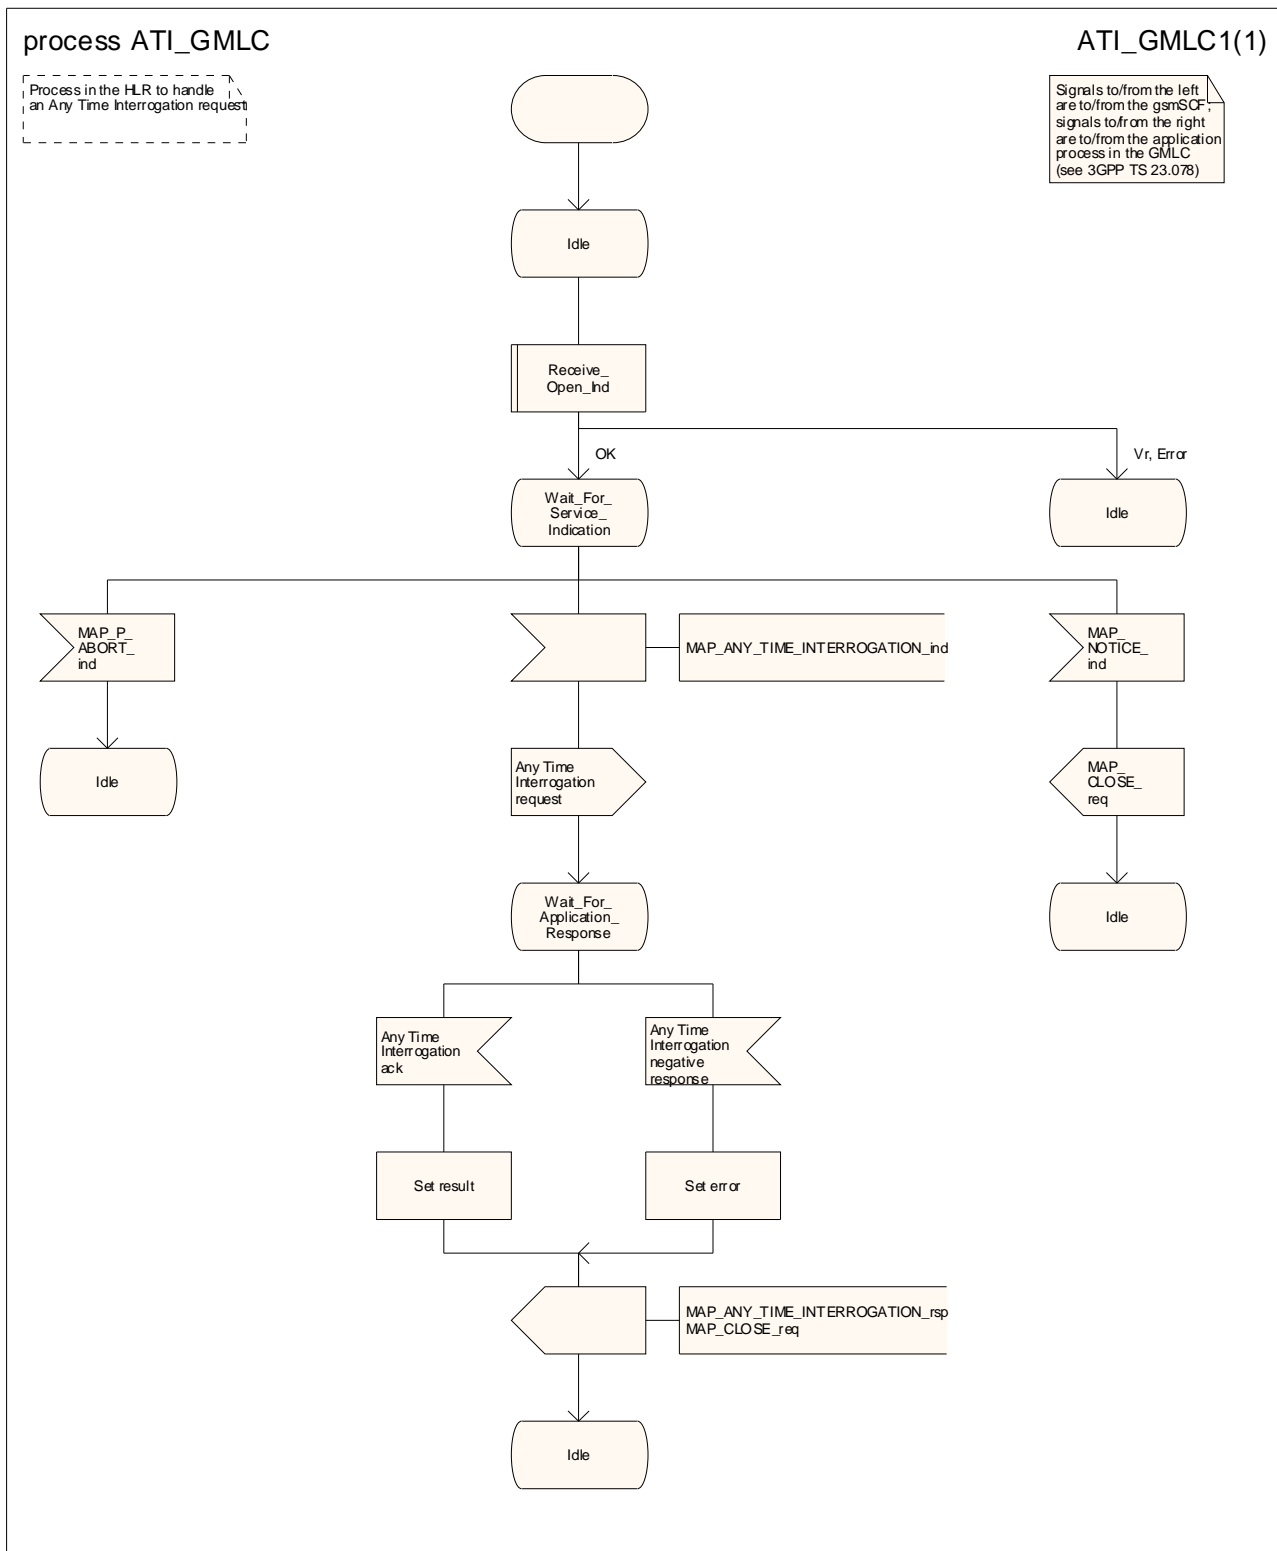 process ATI_GMLC
ATI_GMLC1(1)
Process in the HLR to handle
an Any Time Interrogation request
Signals to/from the left
are to/from the gsmSCF;
signals to/from the right
are to/from the application
process in the GMLC
(see 3GPP TS 23.078)
Idle
Receive_
Open_Ind
OK
Vr, Error
Wait_For_
Service_
Indication
Idle
MAP_P_
ABORT_
ind
MAP_ANY_TIME_INTERROGATION_ind
MAP_
NOTICE_
ind
Idle
Any Time
Interrogation
request
MAP_
CLOSE_
req
Wait_For_
Application_
Response
Idle
Any Time
Interrogation
ack
Any Time
Interrogation
negative
response
Set result
Set error
MAP_ANY_TIME_INTERROGATION_rsp
MAP_CLOSE_req
Idle